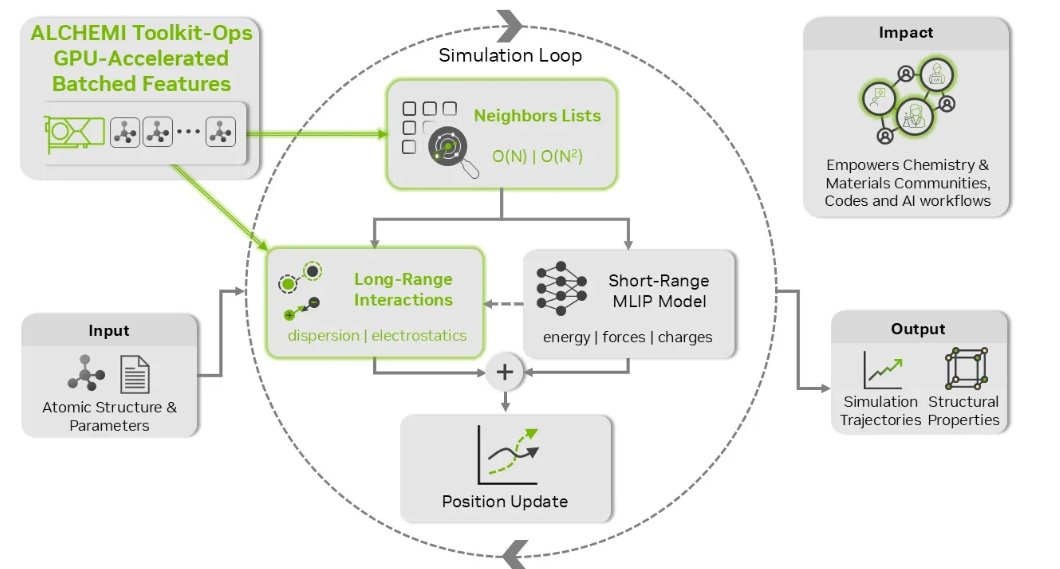 ALCHEMI Toolkit-Ops
GPU-Accelerated
Batched Features
Simulation Loop
Neighbors Lists
O(N) | O(N²)
Impact
Empowers Chemistry &
Materials Communities,
Codes and AI workflows
Long-Range
Interactions
dispersion | electrostatics
Short-Range
MLIP Model
energy | forces | charges
Input
Atomic Structure &
Parameters
+
Position Update
Output
Simulation
Trajectories
Structural
Properties